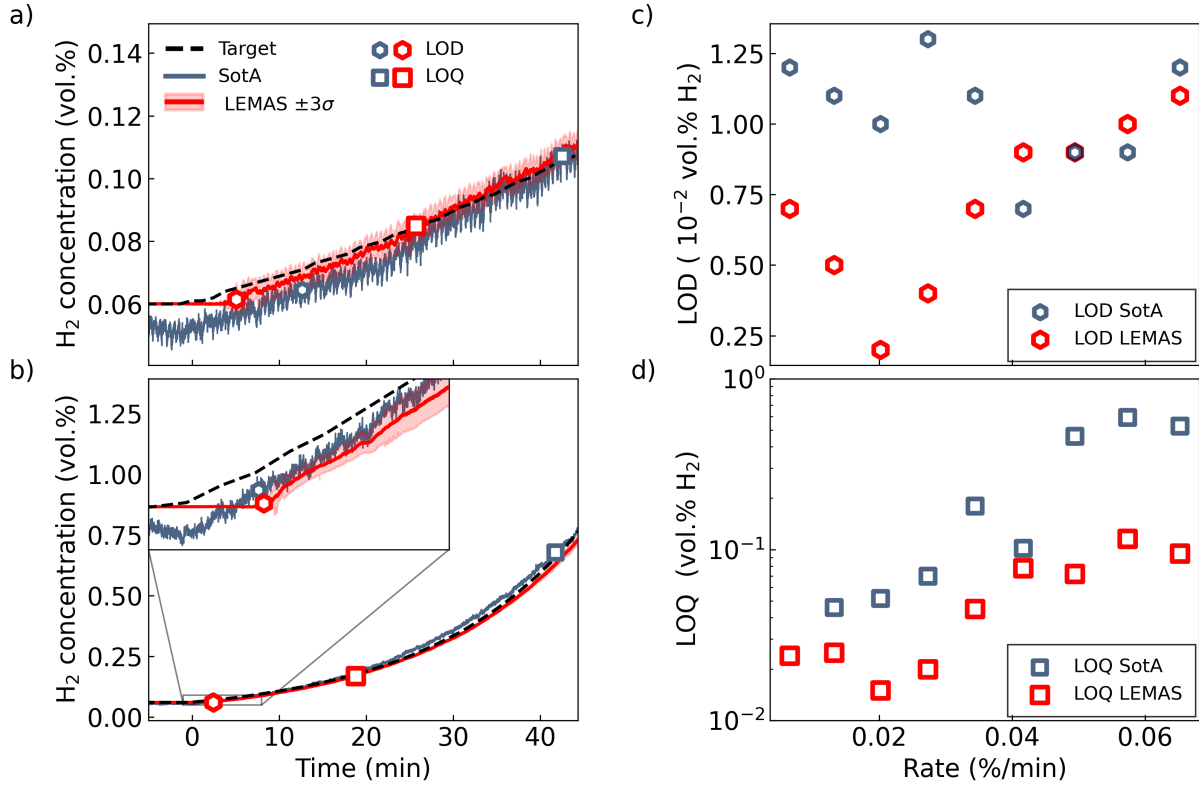 a)
H₂ concentration (vol.%)
0.14
0.12
0.10
0.08
0.06
Target
SotA
LEMAS ±3σ
LOD
LOQ
b)
H₂ concentration (vol.%)
1.25
1.00
0.75
0.50
0.25
0.00
0
10
20
30
40
Time (min)
c)
LOD ( 10⁻² vol.% H₂)
1.25
1.00
0.75
0.50
0.25
LOD SotA
LOD LEMAS
d)
LOQ (vol.% H₂)
10⁰
10⁻¹
10⁻²
LOQ SotA
LOQ LEMAS
0.02
0.04
0.06
Rate (%/min)